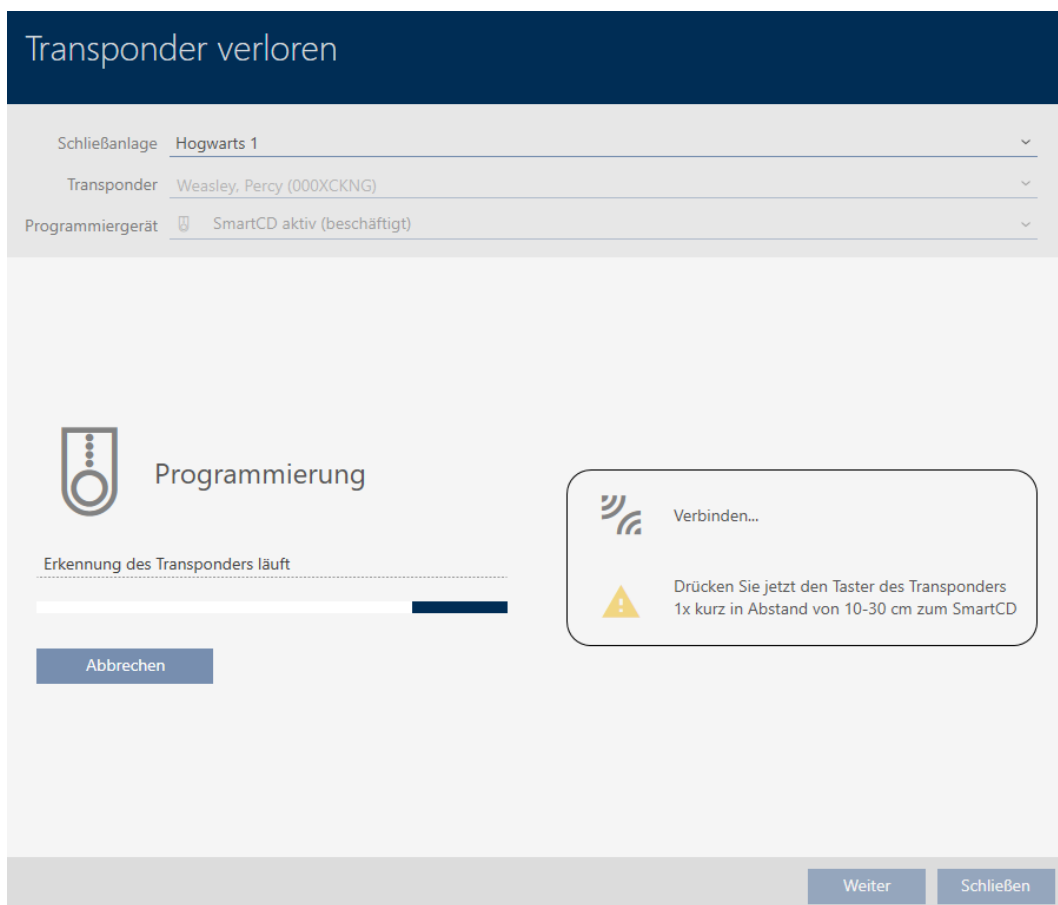 Transponder verloren
Schließanlage Hogwarts 1
Transponder Weasley, Percy (000XCKNG)
Programmiergerät SmartCD aktiv (beschäftigt)
Programmierung
Erkennung des Transponders läuft
Abbrechen
Verbinden...
Drücken Sie jetzt den Taster des Transponders
1x kurz in Abstand von 10-30 cm zum SmartCD
Weiter Schließen